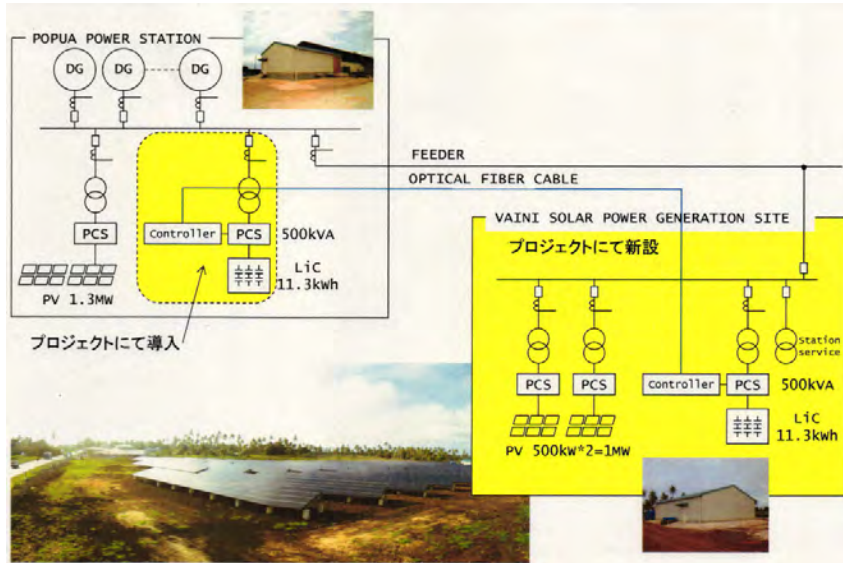 POPUA POWER STATION
DG
DG
DG
FEEDER
OPTICAL FIBER CABLE
PCS
Controller
PCS
500kVA
LiC
11.3kWh
PV 1.3MW
プロジェクトにて導入
VAINI SOLAR POWER GENERATION SITE
プロジェクトにて新設
Station
service
PCS
PCS
Controller
PCS
500kVA
LiC
11.3kWh
PV 500kW*2=1MW